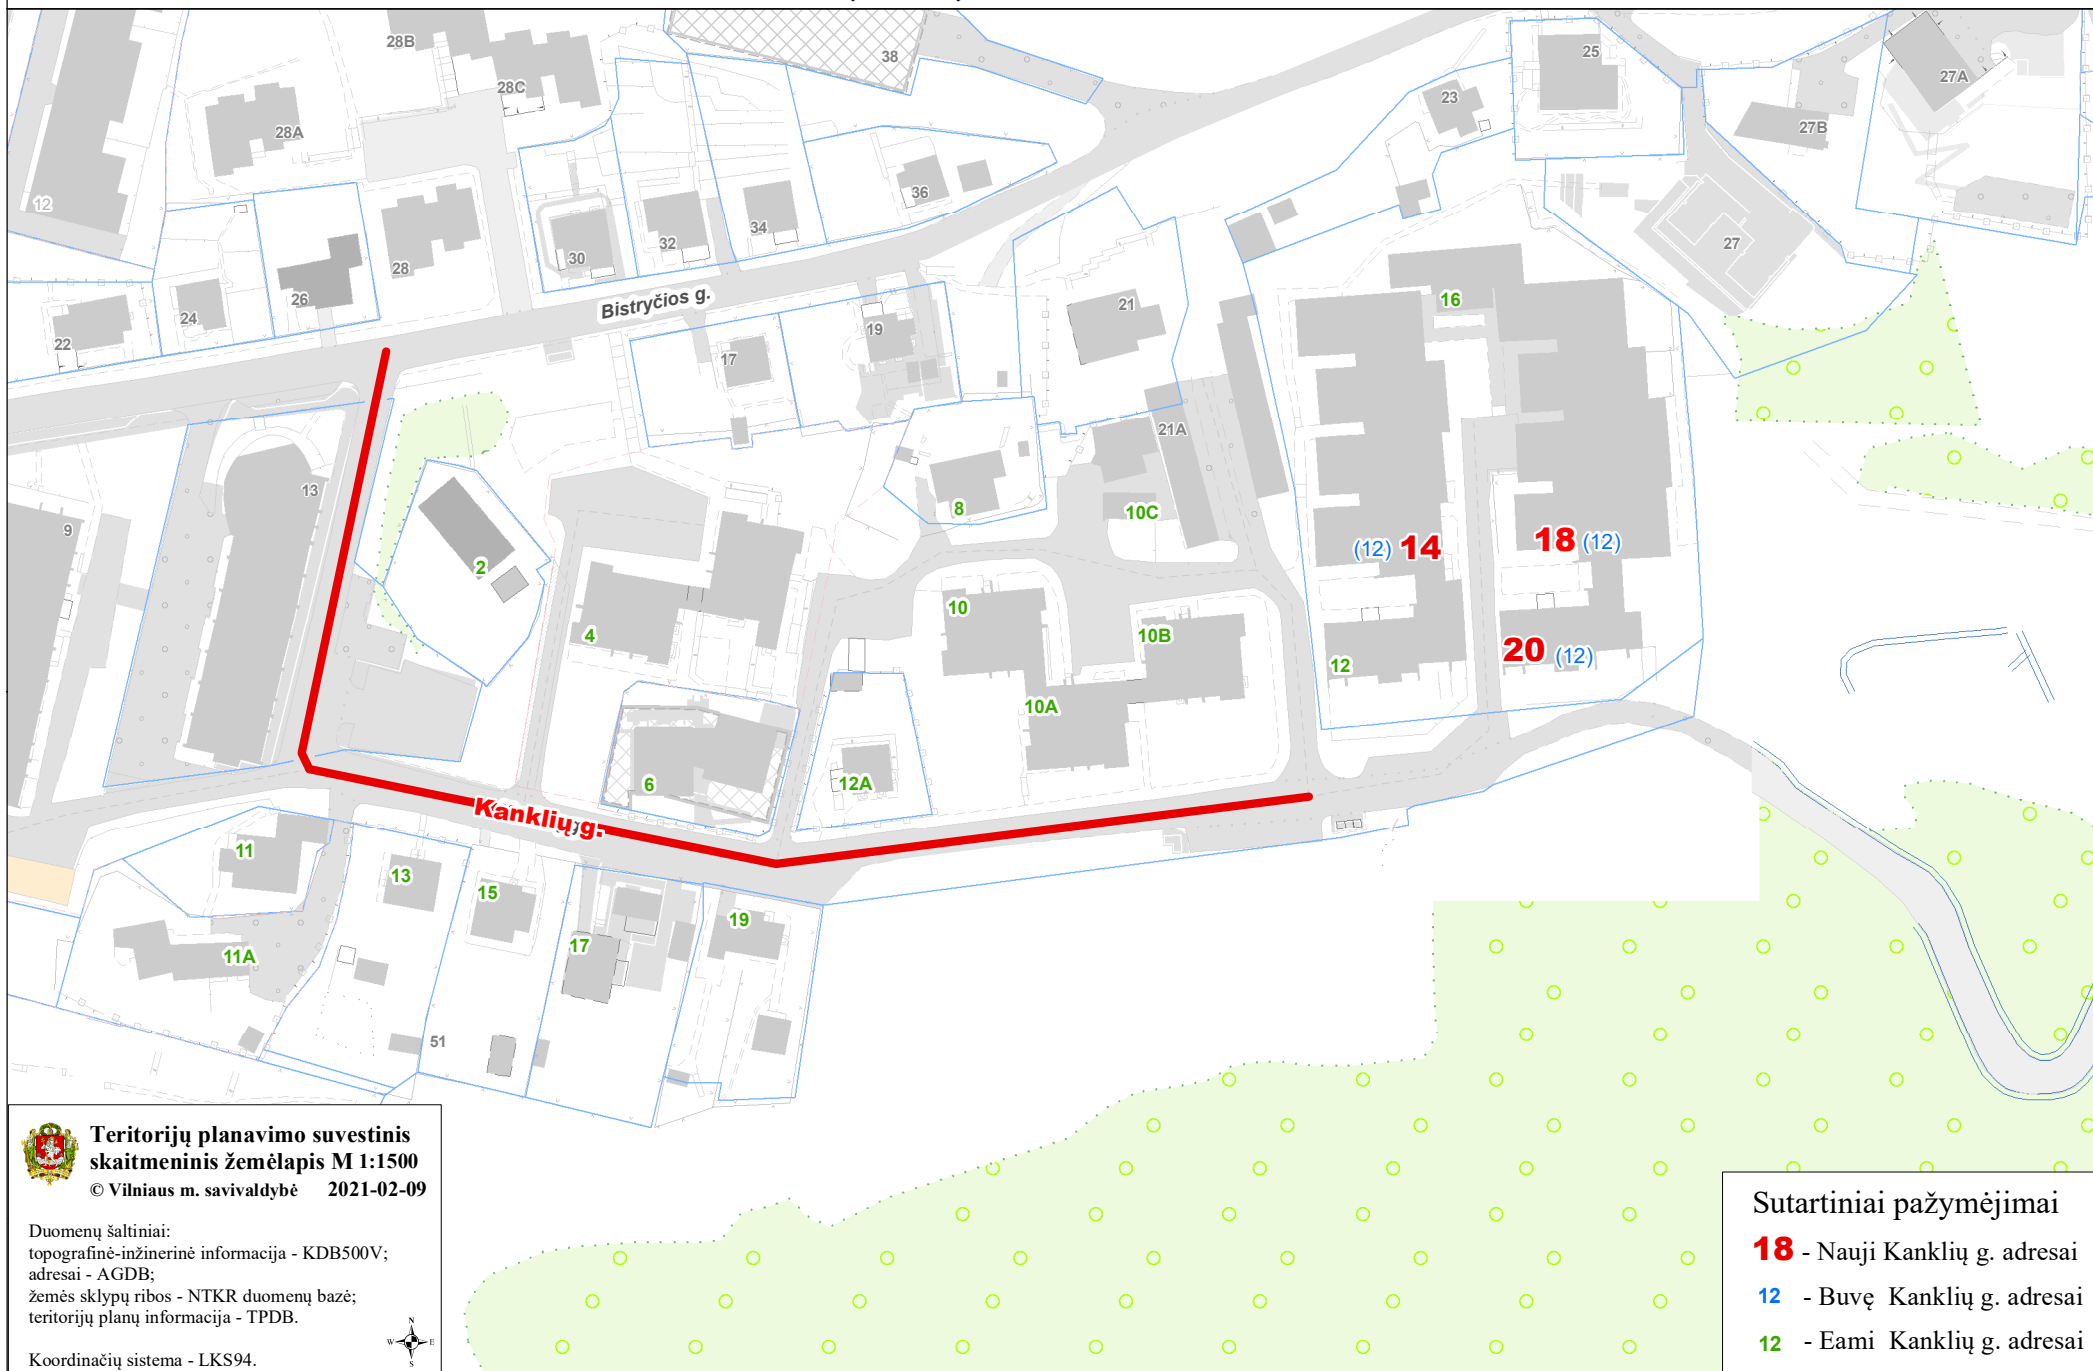 38
28B
28C
28A
25
23
27A
27B
12
36
34
32
30
28
26
24
22
27
Bistryčios g.
21
19
17
16
21A
13
9
8
10C
2
(12) 14
18 (12)
4
10
10B
12
20 (12)
10A
6
12A
Kanklių g.
11
13
15
17
19
11A
51
Teritorijų planavimo suvestinis
skaitmeninis žemėlapis M 1:1500
© Vilniaus m. savivaldybė 2021-02-09
Duomenų šaltiniai:
topografinė-inžinerinė informacija - KDB500V;
adresai - AGDB;
žemės sklypų ribos - NTKR duomenų bazė;
teritorijų planų informacija - TPDB.
Koordinačių sistema - LKS94.
N
W E
S
Sutartiniai pažymėjimai
18 - Nauji Kanklių g. adresai
12 - Buvę Kanklių g. adresai
12 - Eami Kanklių g. adresai